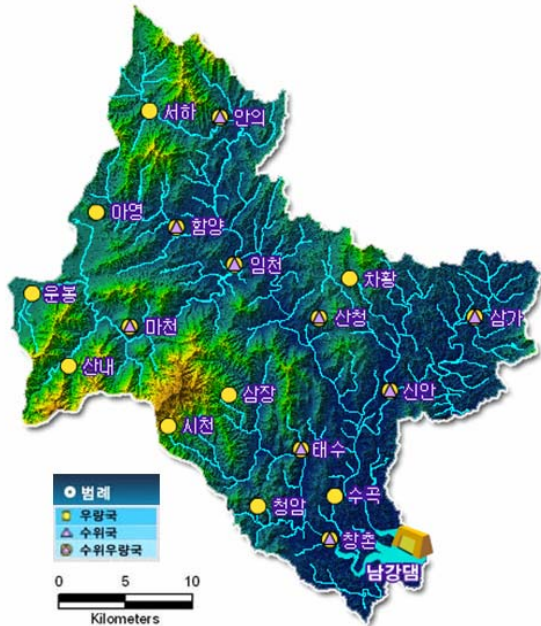 서하
안의
아영
함양
임천
차황
운봉
마천
산청
삼가
산내
삼장
신안
시천
태수
청암
수곡
창촌
남강댐
범례
우량국
수위국
수위우량국
0 5 10
Kilometers